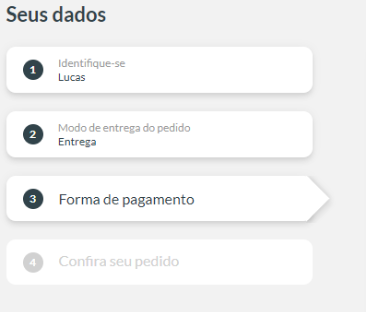 Seus dados
1 Identifique-se
Lucas
2 Modo de entrega do pedido
Entrega
3 Forma de pagamento
4 Confira seu pedido